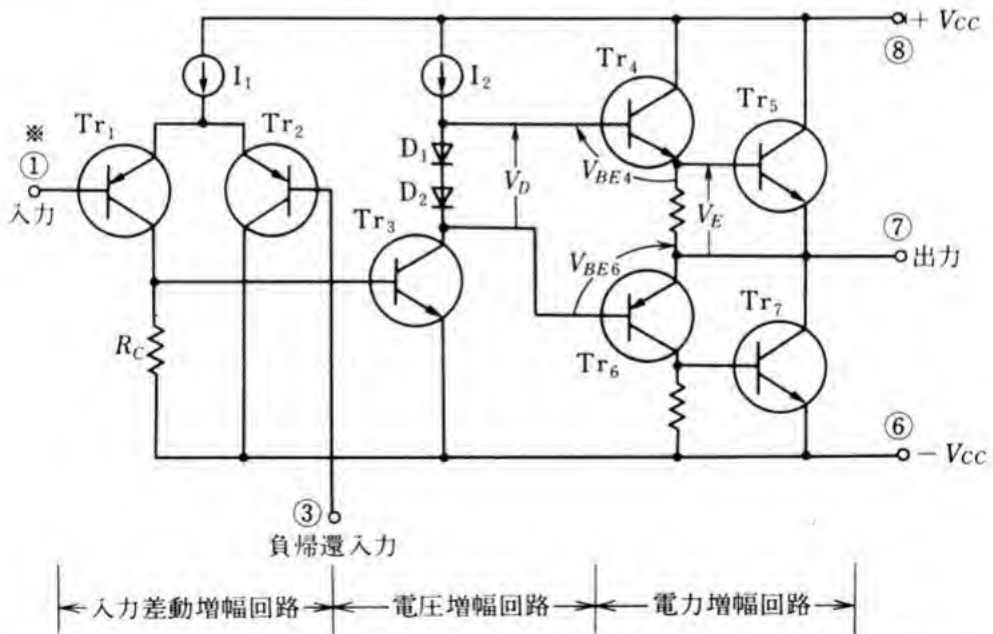 + VCC
⑧
I1
I2
Tr4
Tr5
Tr1
Tr2
※
①
入力
D1
D2
VD
VBE4
VE
⑦
出力
Tr3
VBE6
Tr7
RC
Tr6
⑥
− VCC
③
負帰還入力
入力差動増幅回路
電圧増幅回路
電力増幅回路